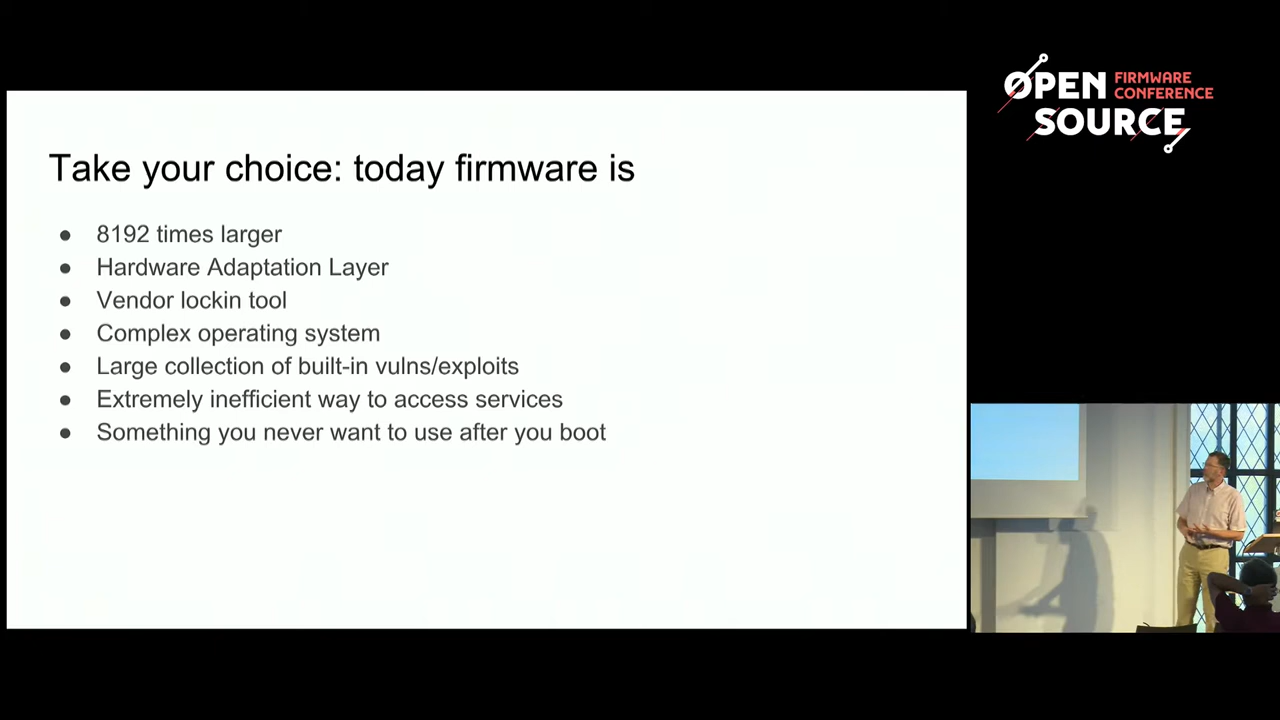 OPEN FIRMWARE
CONFERENCE
SOURCE
Take your choice: today firmware is
● 8192 times larger
● Hardware Adaptation Layer
● Vendor lockin tool
● Complex operating system
● Large collection of built-in vulns/exploits
● Extremely inefficient way to access services
● Something you never want to use after you boot